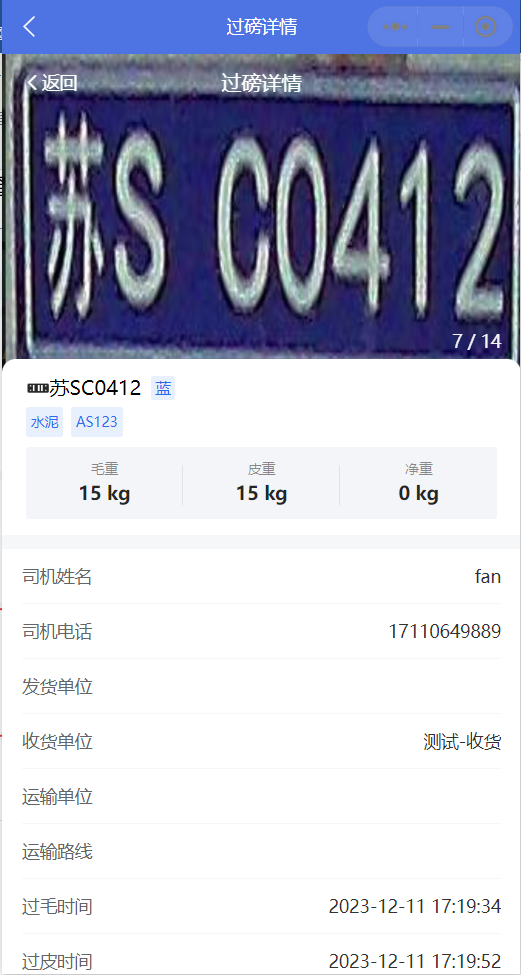 过磅详情
返回 过磅详情
苏S C0412
7 / 14
苏SC0412 蓝
水泥 AS123
毛重 皮重 净重
15 kg 15 kg 0 kg
司机姓名 fan
司机电话 17110649889
发货单位
收货单位 测试-收货
运输单位
运输路线
过毛时间 2023-12-11 17:19:34
过皮时间 2023-12-11 17:19:52